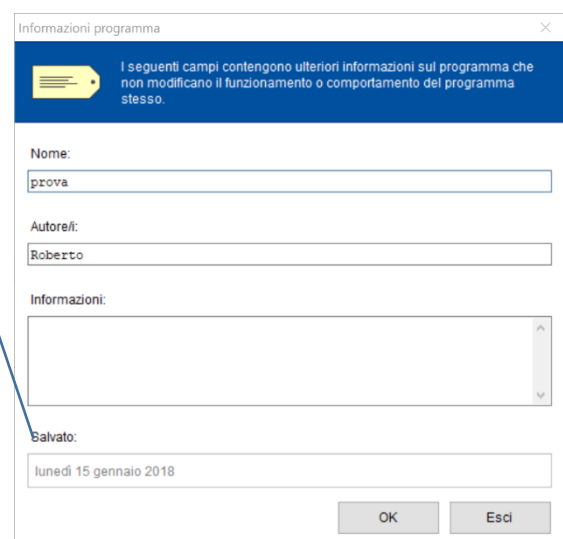 Informazioni programma
I seguenti campi contengono ulteriori informazioni sul programma che
non modificano il funzionamento o comportamento del programma
stesso.
Nome:
prova
Autore/i:
Roberto
Informazioni:
Salvato:
lunedì 15 gennaio 2018
OK Esci